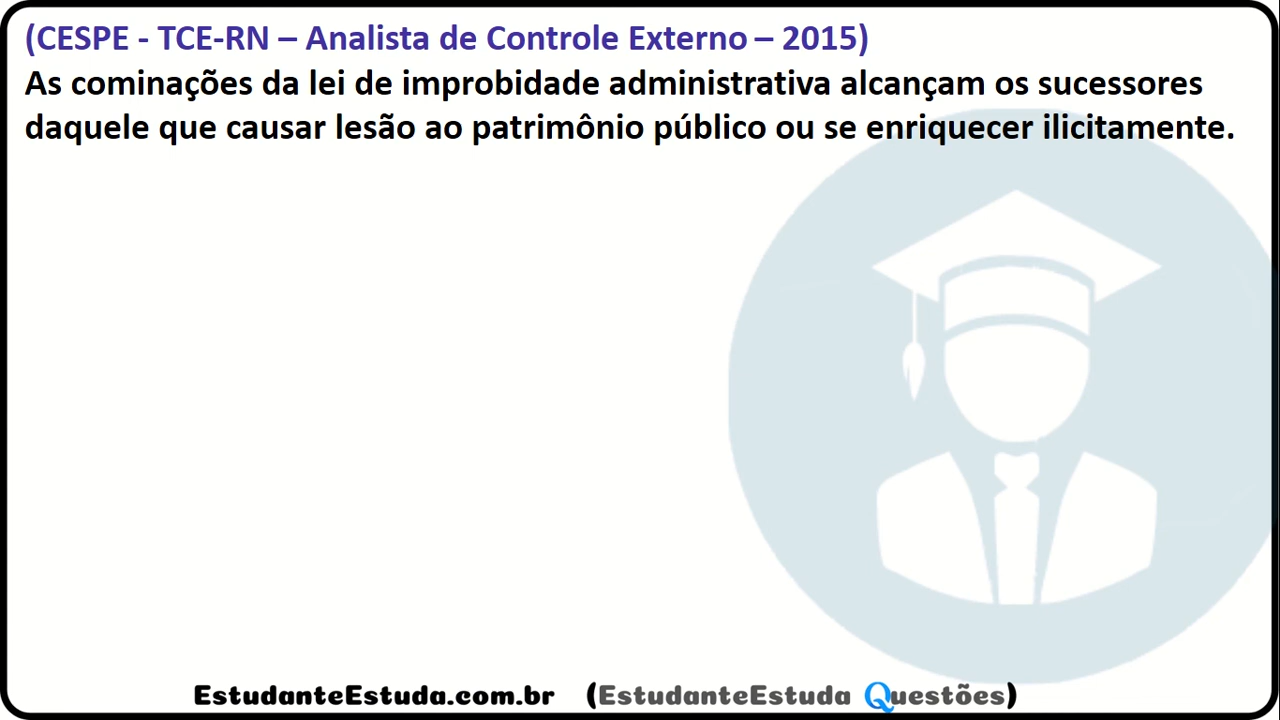 (CESPE - TCE-RN – Analista de Controle Externo – 2015)
As cominações da lei de improbidade administrativa alcançam os sucessores
daquele que causar lesão ao patrimônio público ou se enriquecer ilicitamente.
EstudanteEstuda.com.br (EstudanteEstuda Questões)